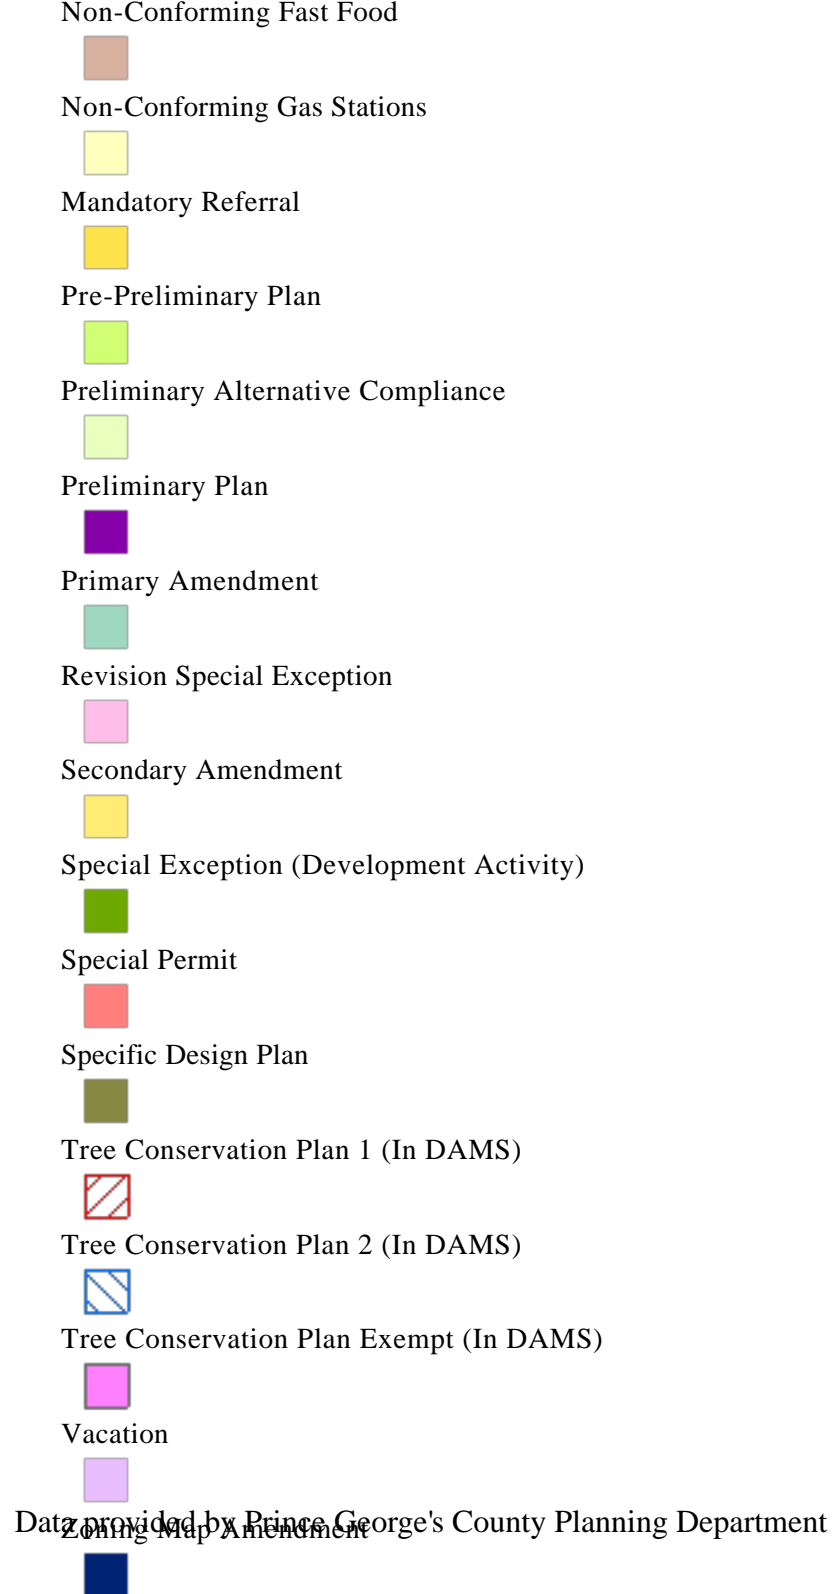 Non-Conforming Fast Food
Non-Conforming Gas Stations
Mandatory Referral
Pre-Preliminary Plan
Preliminary Alternative Compliance
Preliminary Plan
Primary Amendment
Revision Special Exception
Secondary Amendment
Special Exception (Development Activity)
Special Permit
Specific Design Plan
Tree Conservation Plan 1 (In DAMS)
Tree Conservation Plan 2 (In DAMS)
Tree Conservation Plan Exempt (In DAMS)
Vacation
Data provided by Prince George's County Planning Department
Zoning Map Amendment